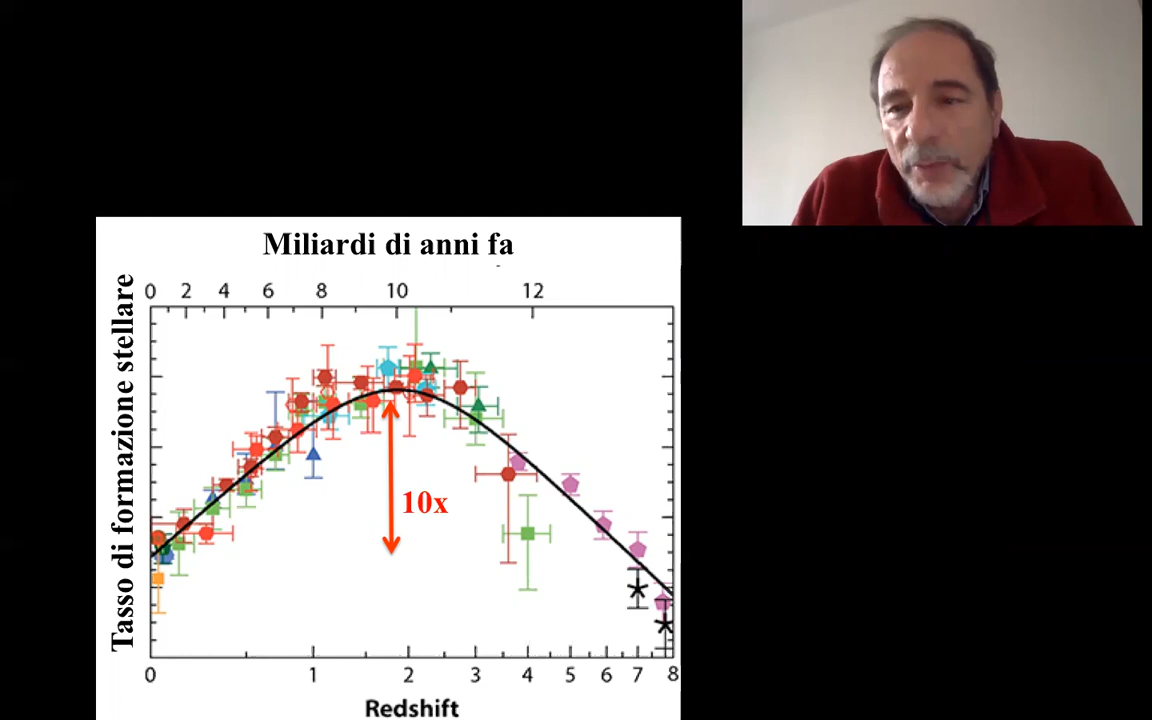 Miliardi di anni fa
0 2 4 6 8 10 12
Tasso di formazione stellare
10x
0 1 2 3 4 5 6 7 8
Redshift